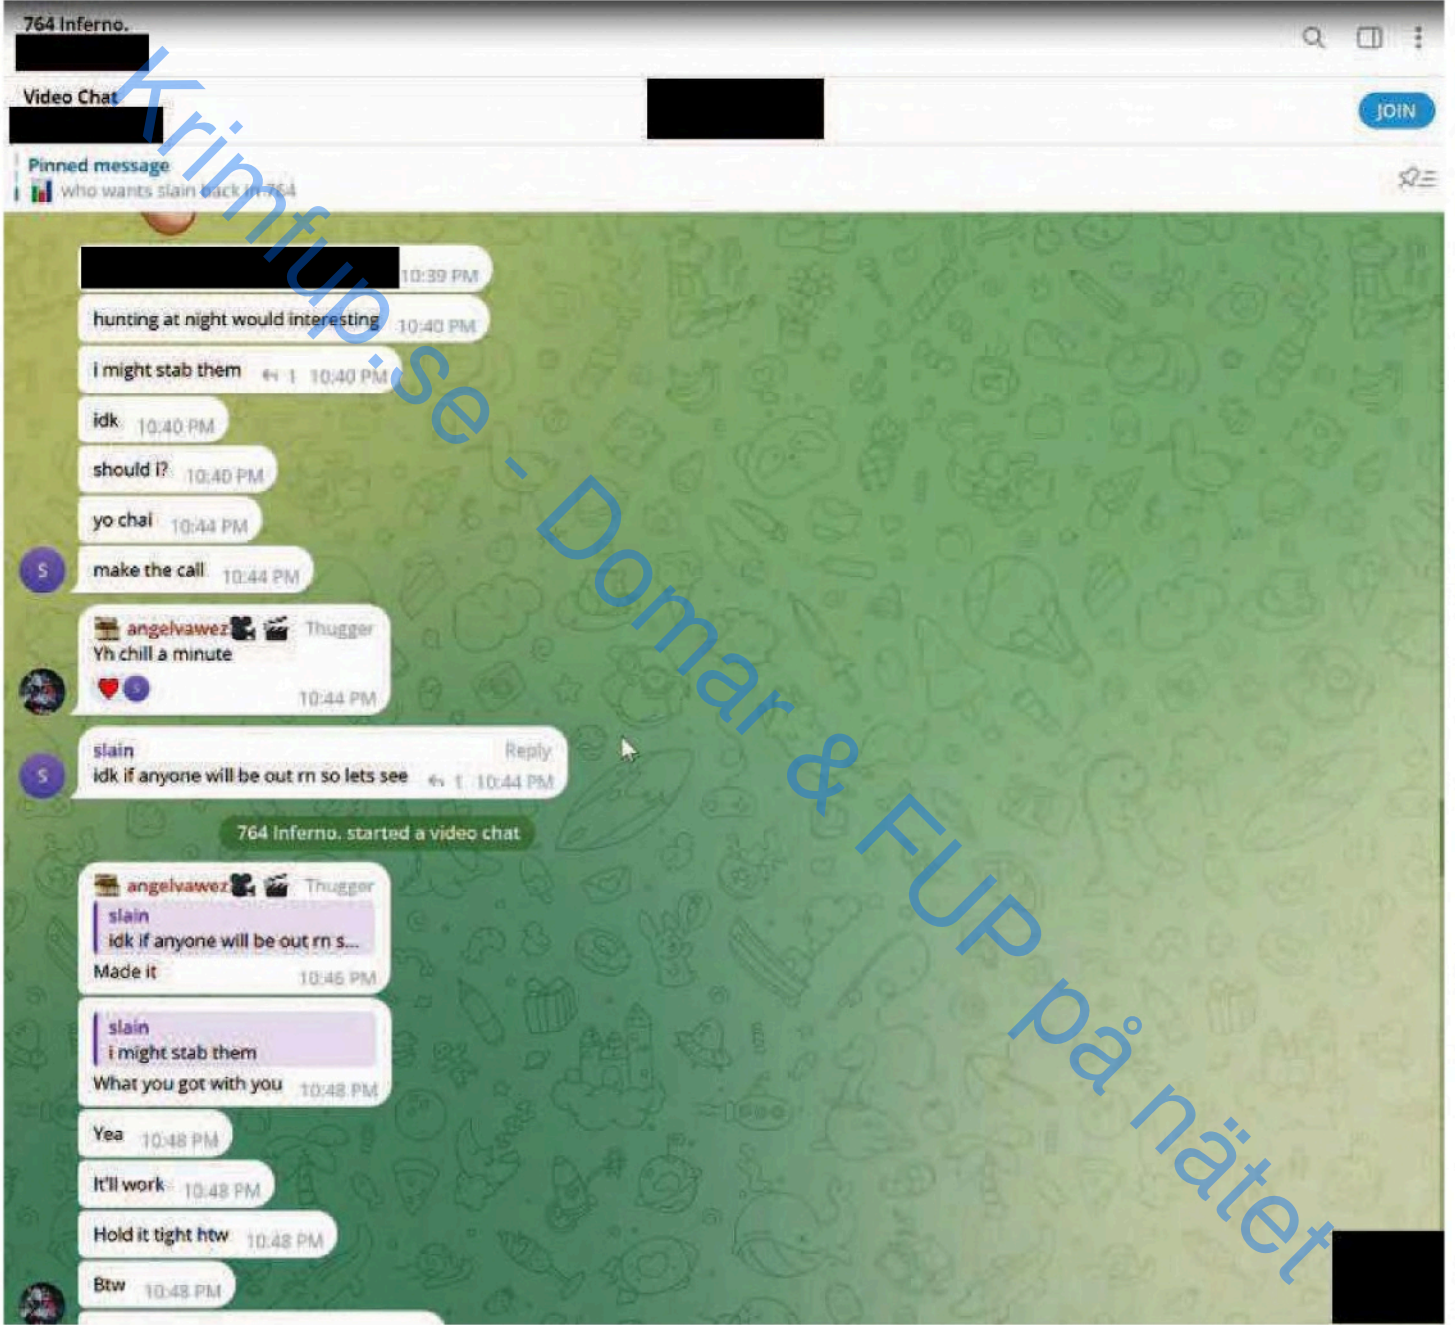 764 Inferno.
Video Chat
JOIN
Pinned message
who wants slain back in 764
10:39 PM
hunting at night would interesting 10:40 PM
i might stab them 1 10:40 PM
idk 10:40 PM
should i? 10:40 PM
yo chai 10:44 PM
S make the call 10:44 PM
angelvawez Thugger
Yh chill a minute
S 10:44 PM
slain Reply
S idk if anyone will be out rn so lets see 1 10:44 PM
764 Inferno. started a video chat
angelvawez Thugger
slain
idk if anyone will be out rn s...
Made it 10:46 PM
slain
i might stab them
What you got with you 10:48 PM
Yea 10:48 PM
It'll work 10:48 PM
Hold it tight htw 10:48 PM
Btw 10:48 PM
Krimfup.se - Domar & FUP på nätet